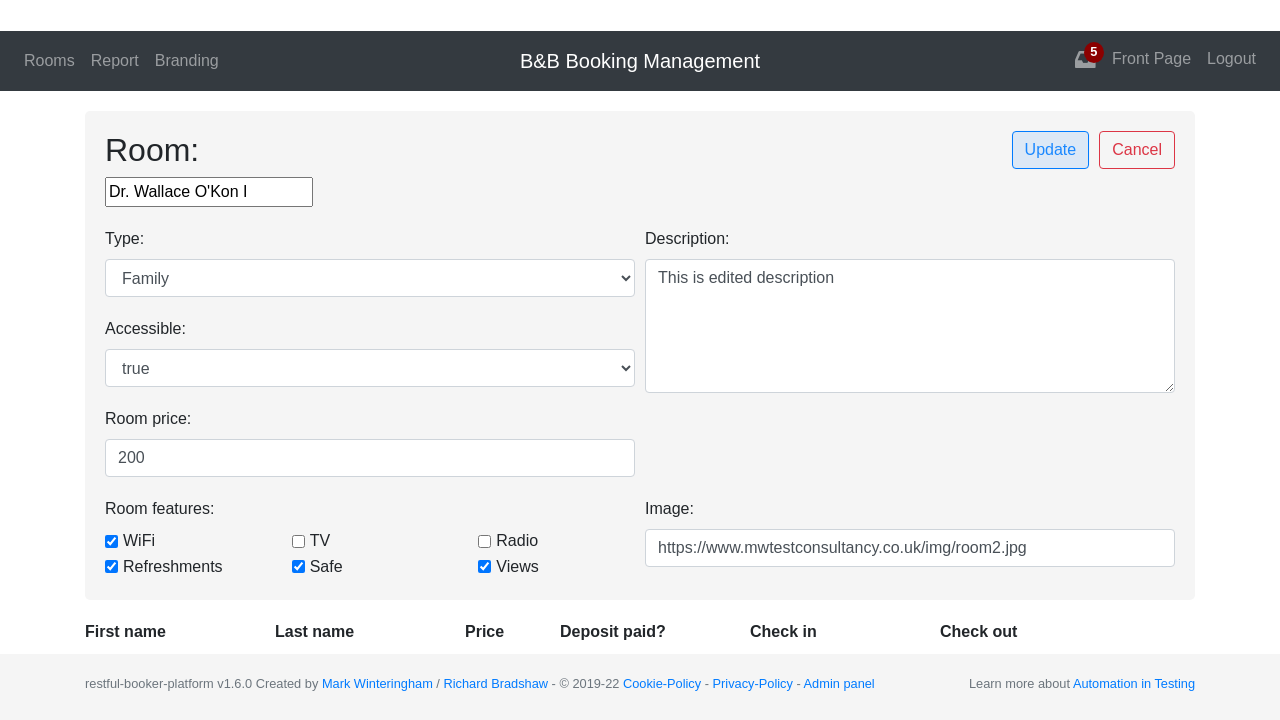 Rooms Report Branding B&B Booking Management 5 Front Page Logout
Room: Update Cancel
Dr. Wallace O'Kon I
Type: Description:
Family This is edited description
Accessible:
true
Room price:
200
Room features: Image:
WiFi TV Radio https://www.mwtestconsultancy.co.uk/img/room2.jpg
Refreshments Safe Views
First name Last name Price Deposit paid? Check in Check out
restful-booker-platform v1.6.0 Created by Mark Winteringham / Richard Bradshaw - © 2019-22 Cookie-Policy - Privacy-Policy - Admin panel Learn more about Automation in Testing